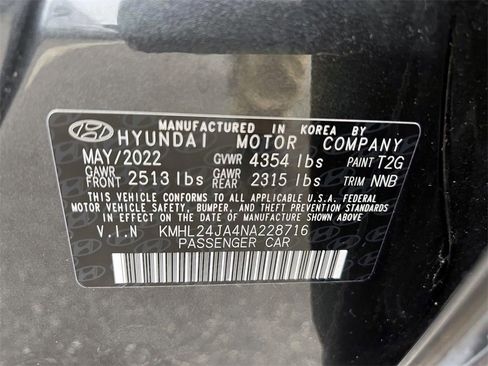 MANUFACTURED IN KOREA BY
HYUNDAI MOTOR COMPANY
MAY/2022 GVWR 4354 lbs PAINT T2G
GAWR FRONT 2513 lbs GAWR REAR 2315 lbs TRIM NNB
THIS VEHICLE CONFORMS TO ALL APPLICABLE U.S.A. FEDERAL
MOTOR VEHICLE SAFETY, BUMPER, AND THEFT PREVENTION STANDARDS
IN EFFECT ON THE DATE OF MANUFACTURE SHOWN ABOVE.
V.I.N KMHL24JA4NA228716
PASSENGER CAR